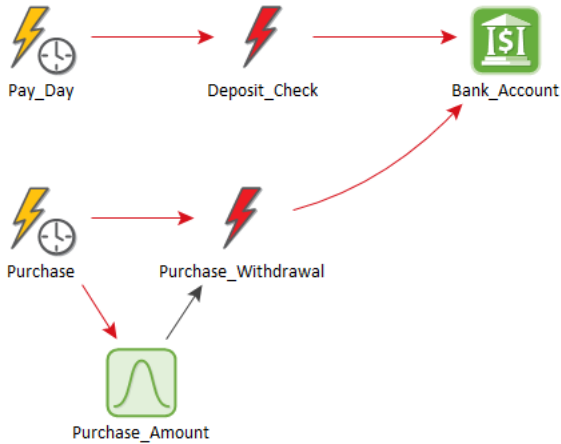 Pay_Day
Deposit_Check
Bank_Account
Purchase
Purchase_Withdrawal
Purchase_Amount